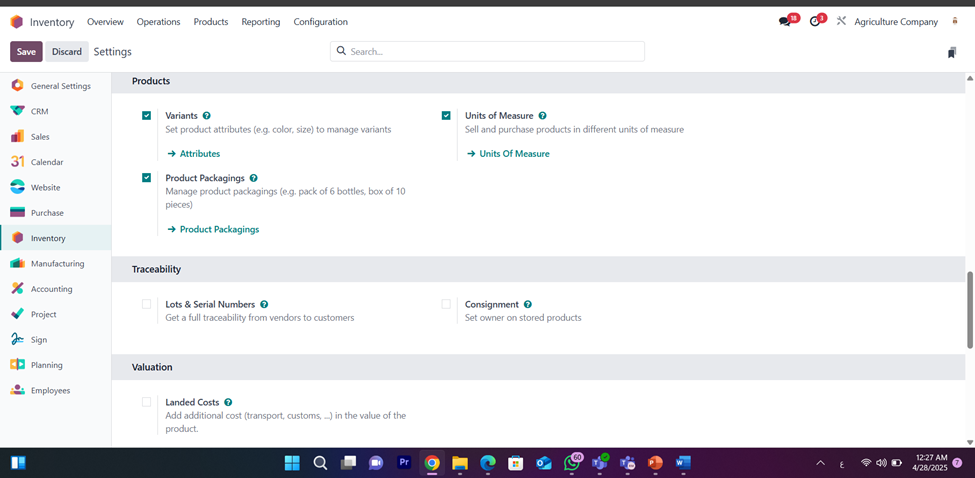 Inventory Overview Operations Products Reporting Configuration 18 3 Agriculture Company
Save Discard Settings Search...
General Settings
CRM
Sales
31 Calendar
Website
Purchase
Inventory
Manufacturing
Accounting
Project
Sign
Planning
Employees
Products
Variants ?
Set product attributes (e.g. color, size) to manage variants
→ Attributes
Units of Measure ?
Sell and purchase products in different units of measure
→ Units Of Measure
Product Packagings ?
Manage product packagings (e.g. pack of 6 bottles, box of 10
pieces)
→ Product Packagings
Traceability
Lots & Serial Numbers ?
Get a full traceability from vendors to customers
Consignment ?
Set owner on stored products
Valuation
Landed Costs ?
Add additional cost (transport, customs, ...) in the value of the
product.
Pr 60 ع 12:27 AM 7
4/28/2025